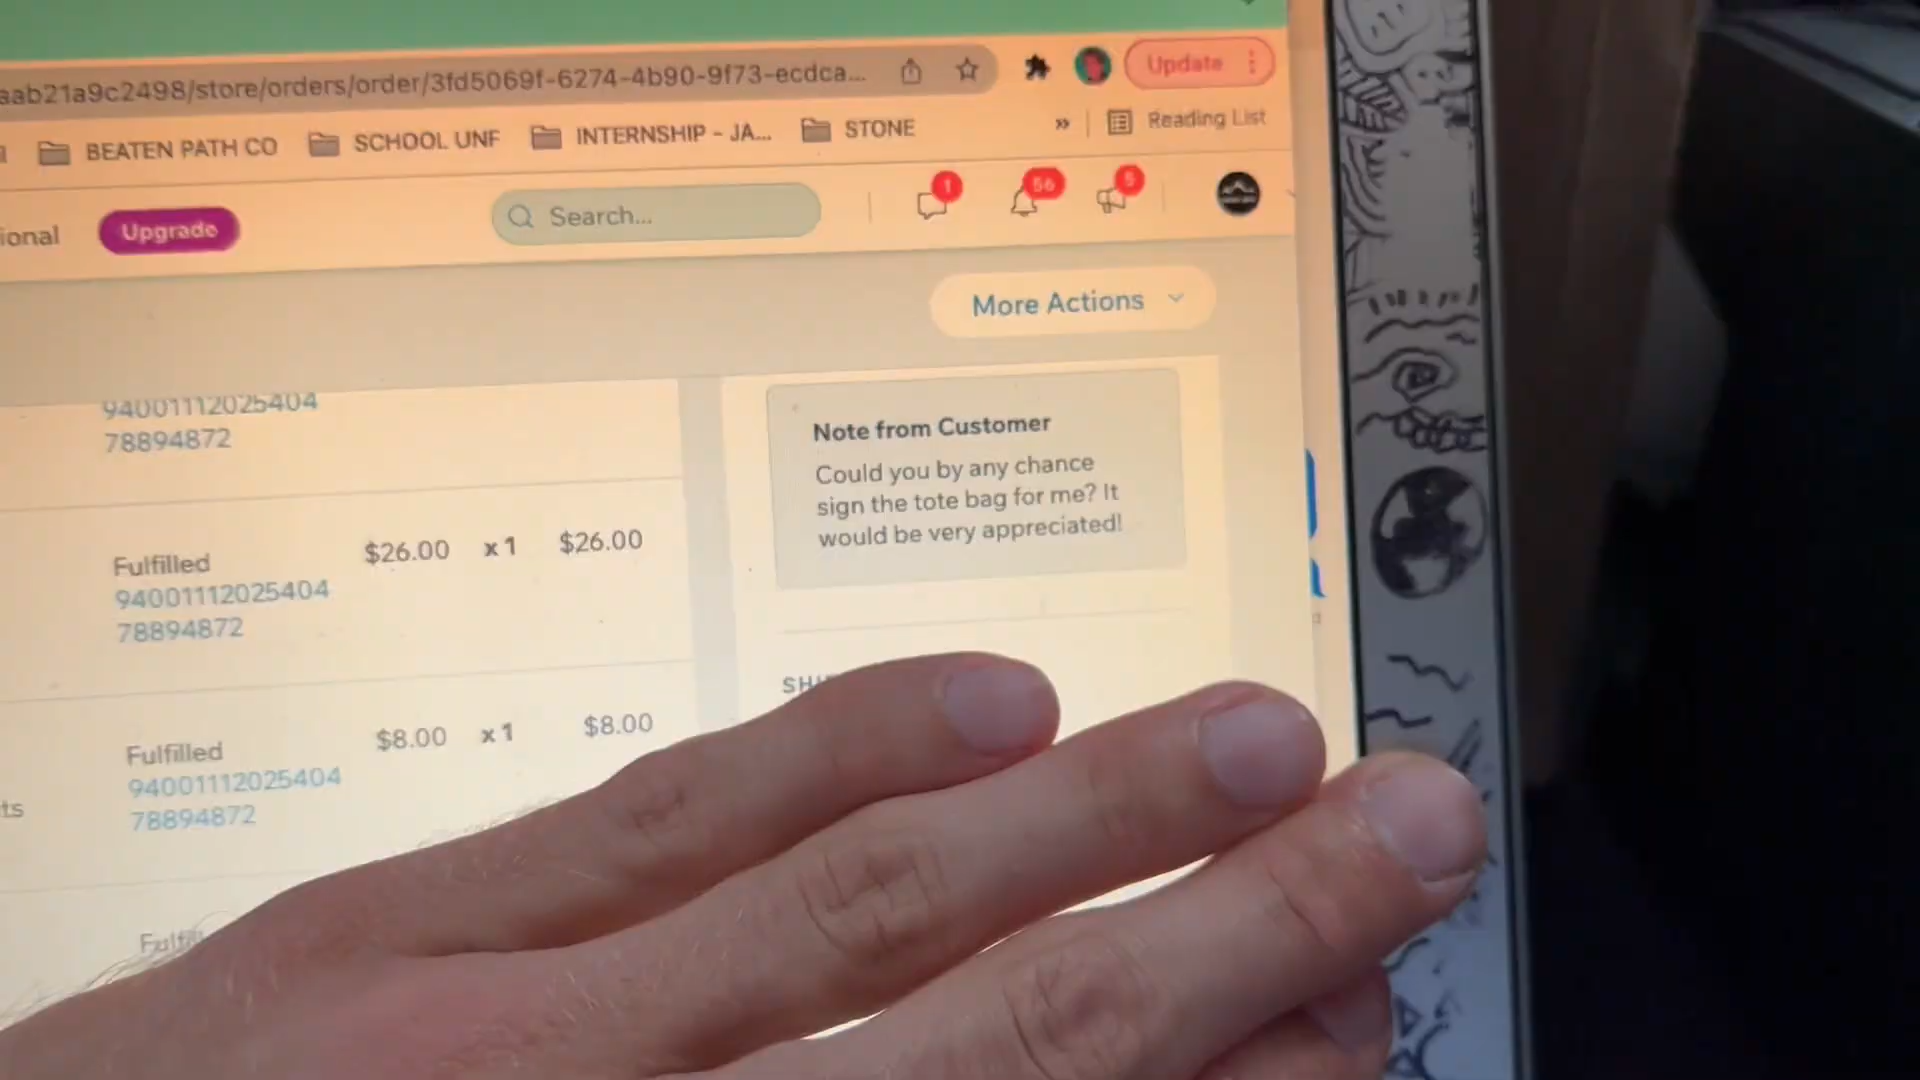 aab21a9c2498/store/orders/order/3fd5069f-6274-4b90-9f73-ecdca...
Update
BEATEN PATH CO
SCHOOL UNF
INTERNSHIP - JA...
STONE
»
Reading List
ional
Upgrade
Search...
1
56
5
More Actions
94001112025404
78894872
Note from Customer
Could you by any chance
sign the tote bag for me? It
would be very appreciated!
Fulfilled
$26.00 x 1 $26.00
94001112025404
78894872
SHI
Fulfilled
$8.00 x 1 $8.00
94001112025404
78894872
ts
Fulfill